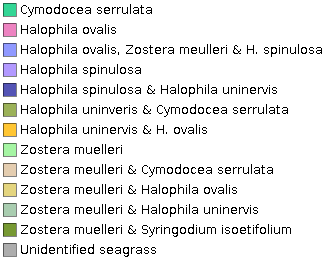 Cymodocea serrulata
Halophila ovalis
Halophila ovalis, Zostera meulleri & H. spinulosa
Halophila spinulosa
Halophila spinulosa & Halophila uninervis
Halophila uninveris & Cymodocea serrulata
Halophila uninervis & H. ovalis
Zostera muelleri
Zostera meulleri & Cymodocea serrulata
Zostera meulleri & Halophila ovalis
Zostera meulleri & Halophila uninervis
Zostera muelleri & Syringodium isoetifolium
Unidentified seagrass